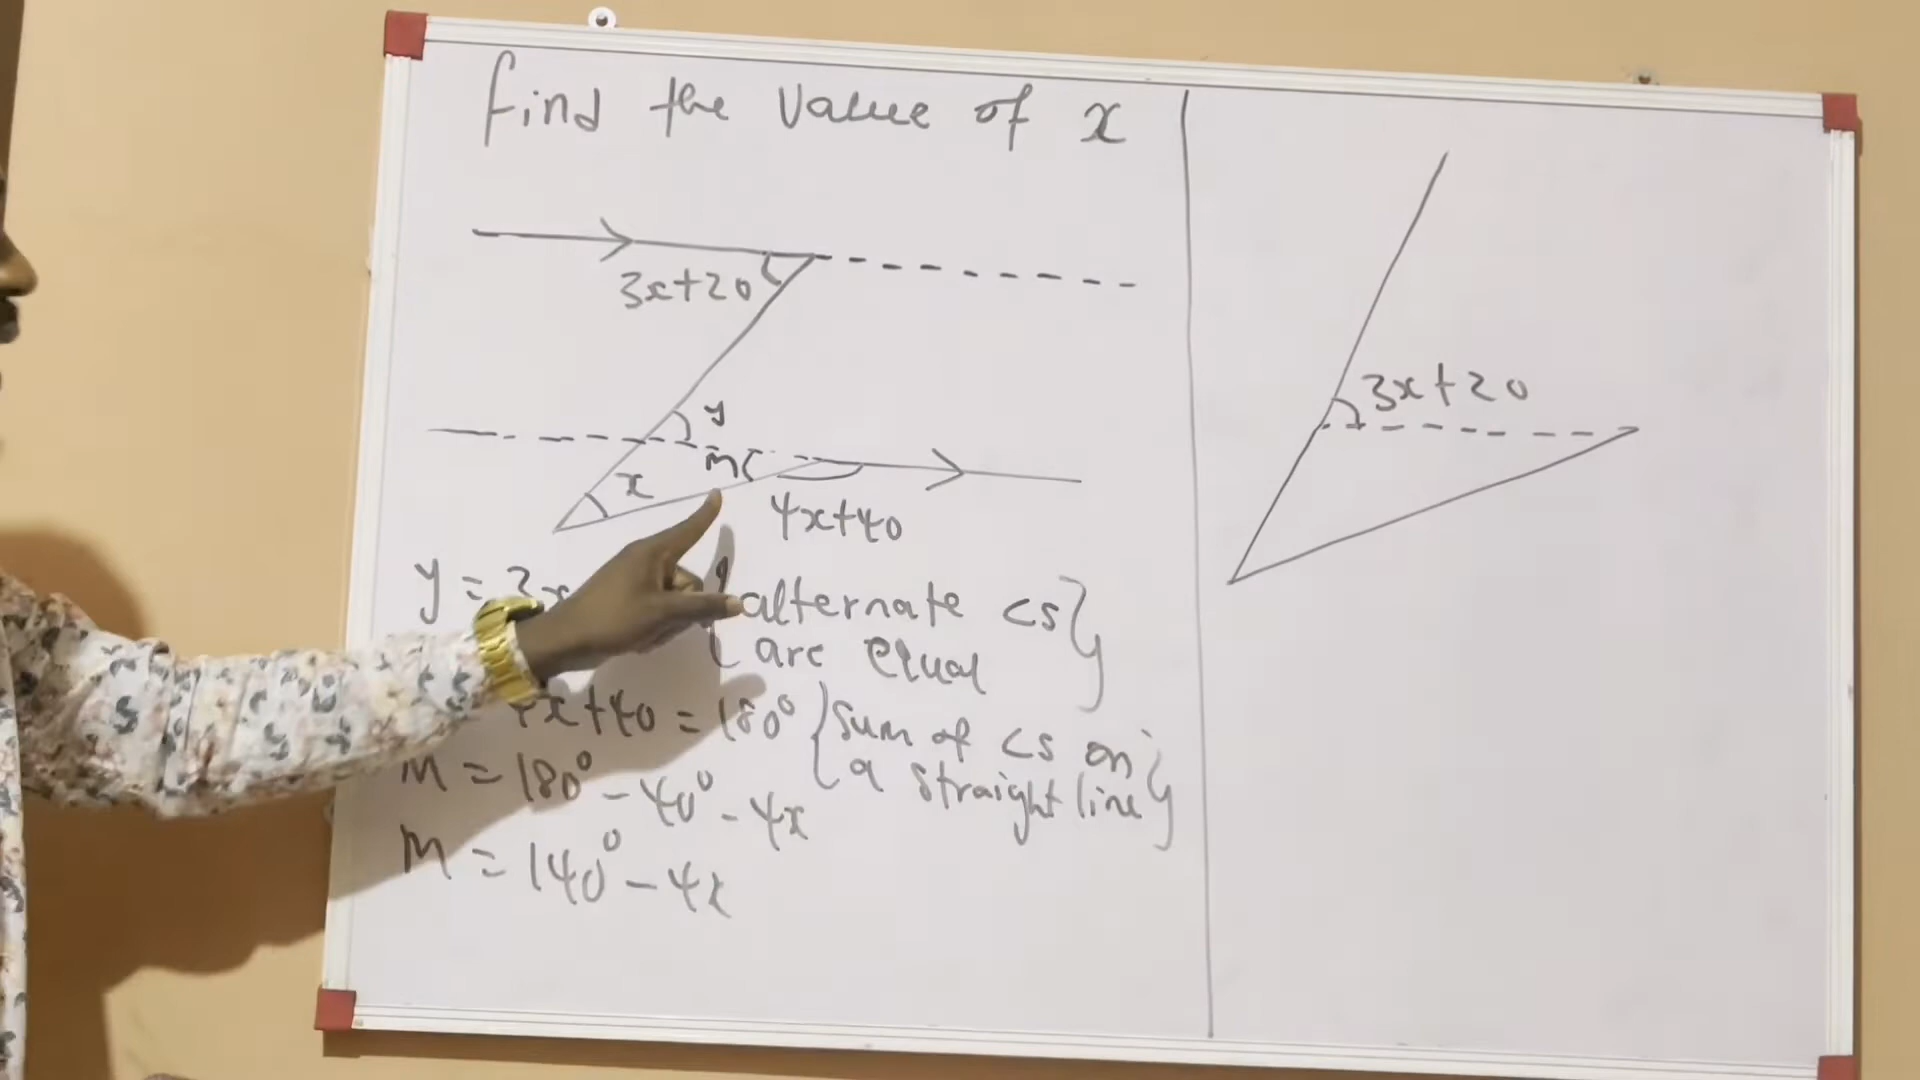 find the value of x
3x+20
y
m
x
4x+40
y = 3x
{alternate <s}
{are equal}
4x+40 = 180° {sum of <s on
a straight line}
M = 180° - 40° - 4x
M = 140° - 4x
3x+20